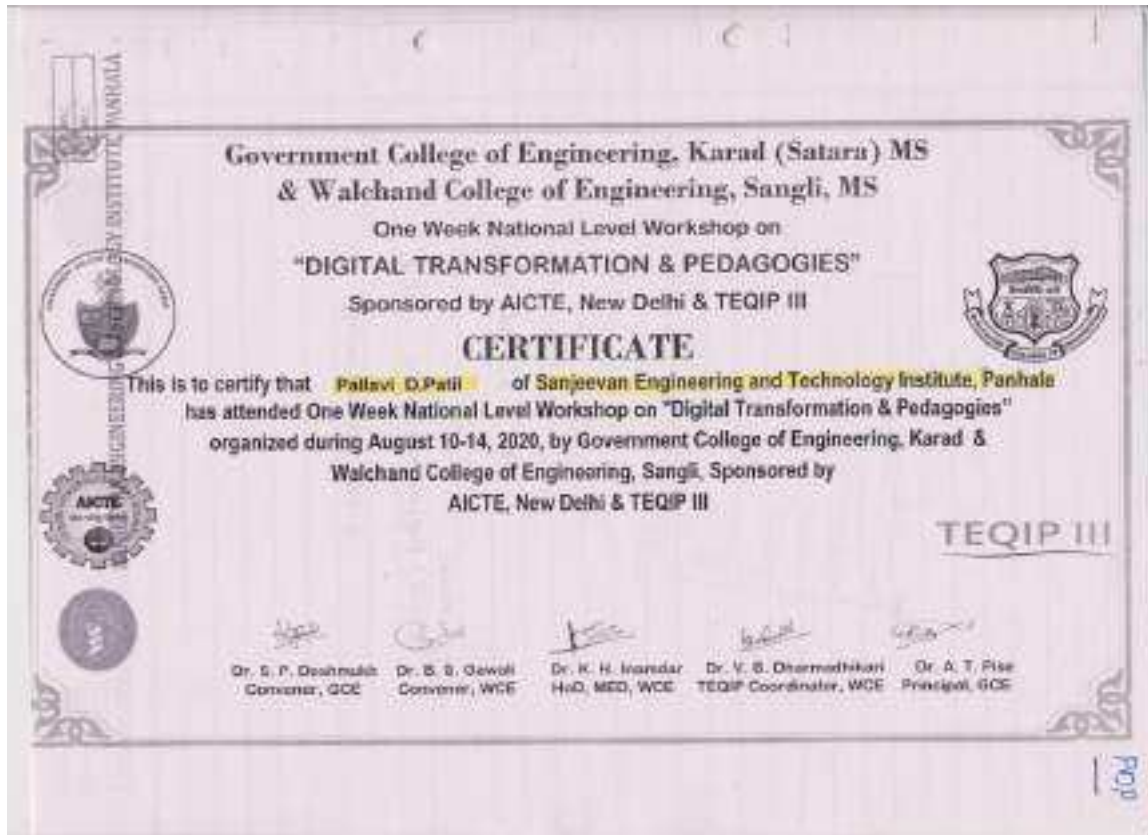 Government College of Engineering, Karad (Satara) MS
& Walchand College of Engineering, Sangli, MS
One Week National Level Workshop on
"DIGITAL TRANSFORMATION & PEDAGOGIES"
Sponsored by AICTE, New Delhi & TEQIP III
CERTIFICATE
This is to certify that Pallavi D.Patil of Sanjeevan Engineering and Technology Institute, Panhale
has attended One Week National Level Workshop on "Digital Transformation & Pedagogies"
organized during August 10-14, 2020, by Government College of Engineering, Karad &
Walchand College of Engineering, Sangli, Sponsored by
AICTE, New Delhi & TEQIP III
AICTE
TEQIP III
Dr. S. P. Deshmukh Dr. B. S. Gawali Dr. K. H. Inamdar Dr. V. B. Dharmadhikari Dr. A. T. Pise
Convener, GCE Convener, WCE HoD, MED, WCE TEQIP Coordinator, WCE Principal, GCE